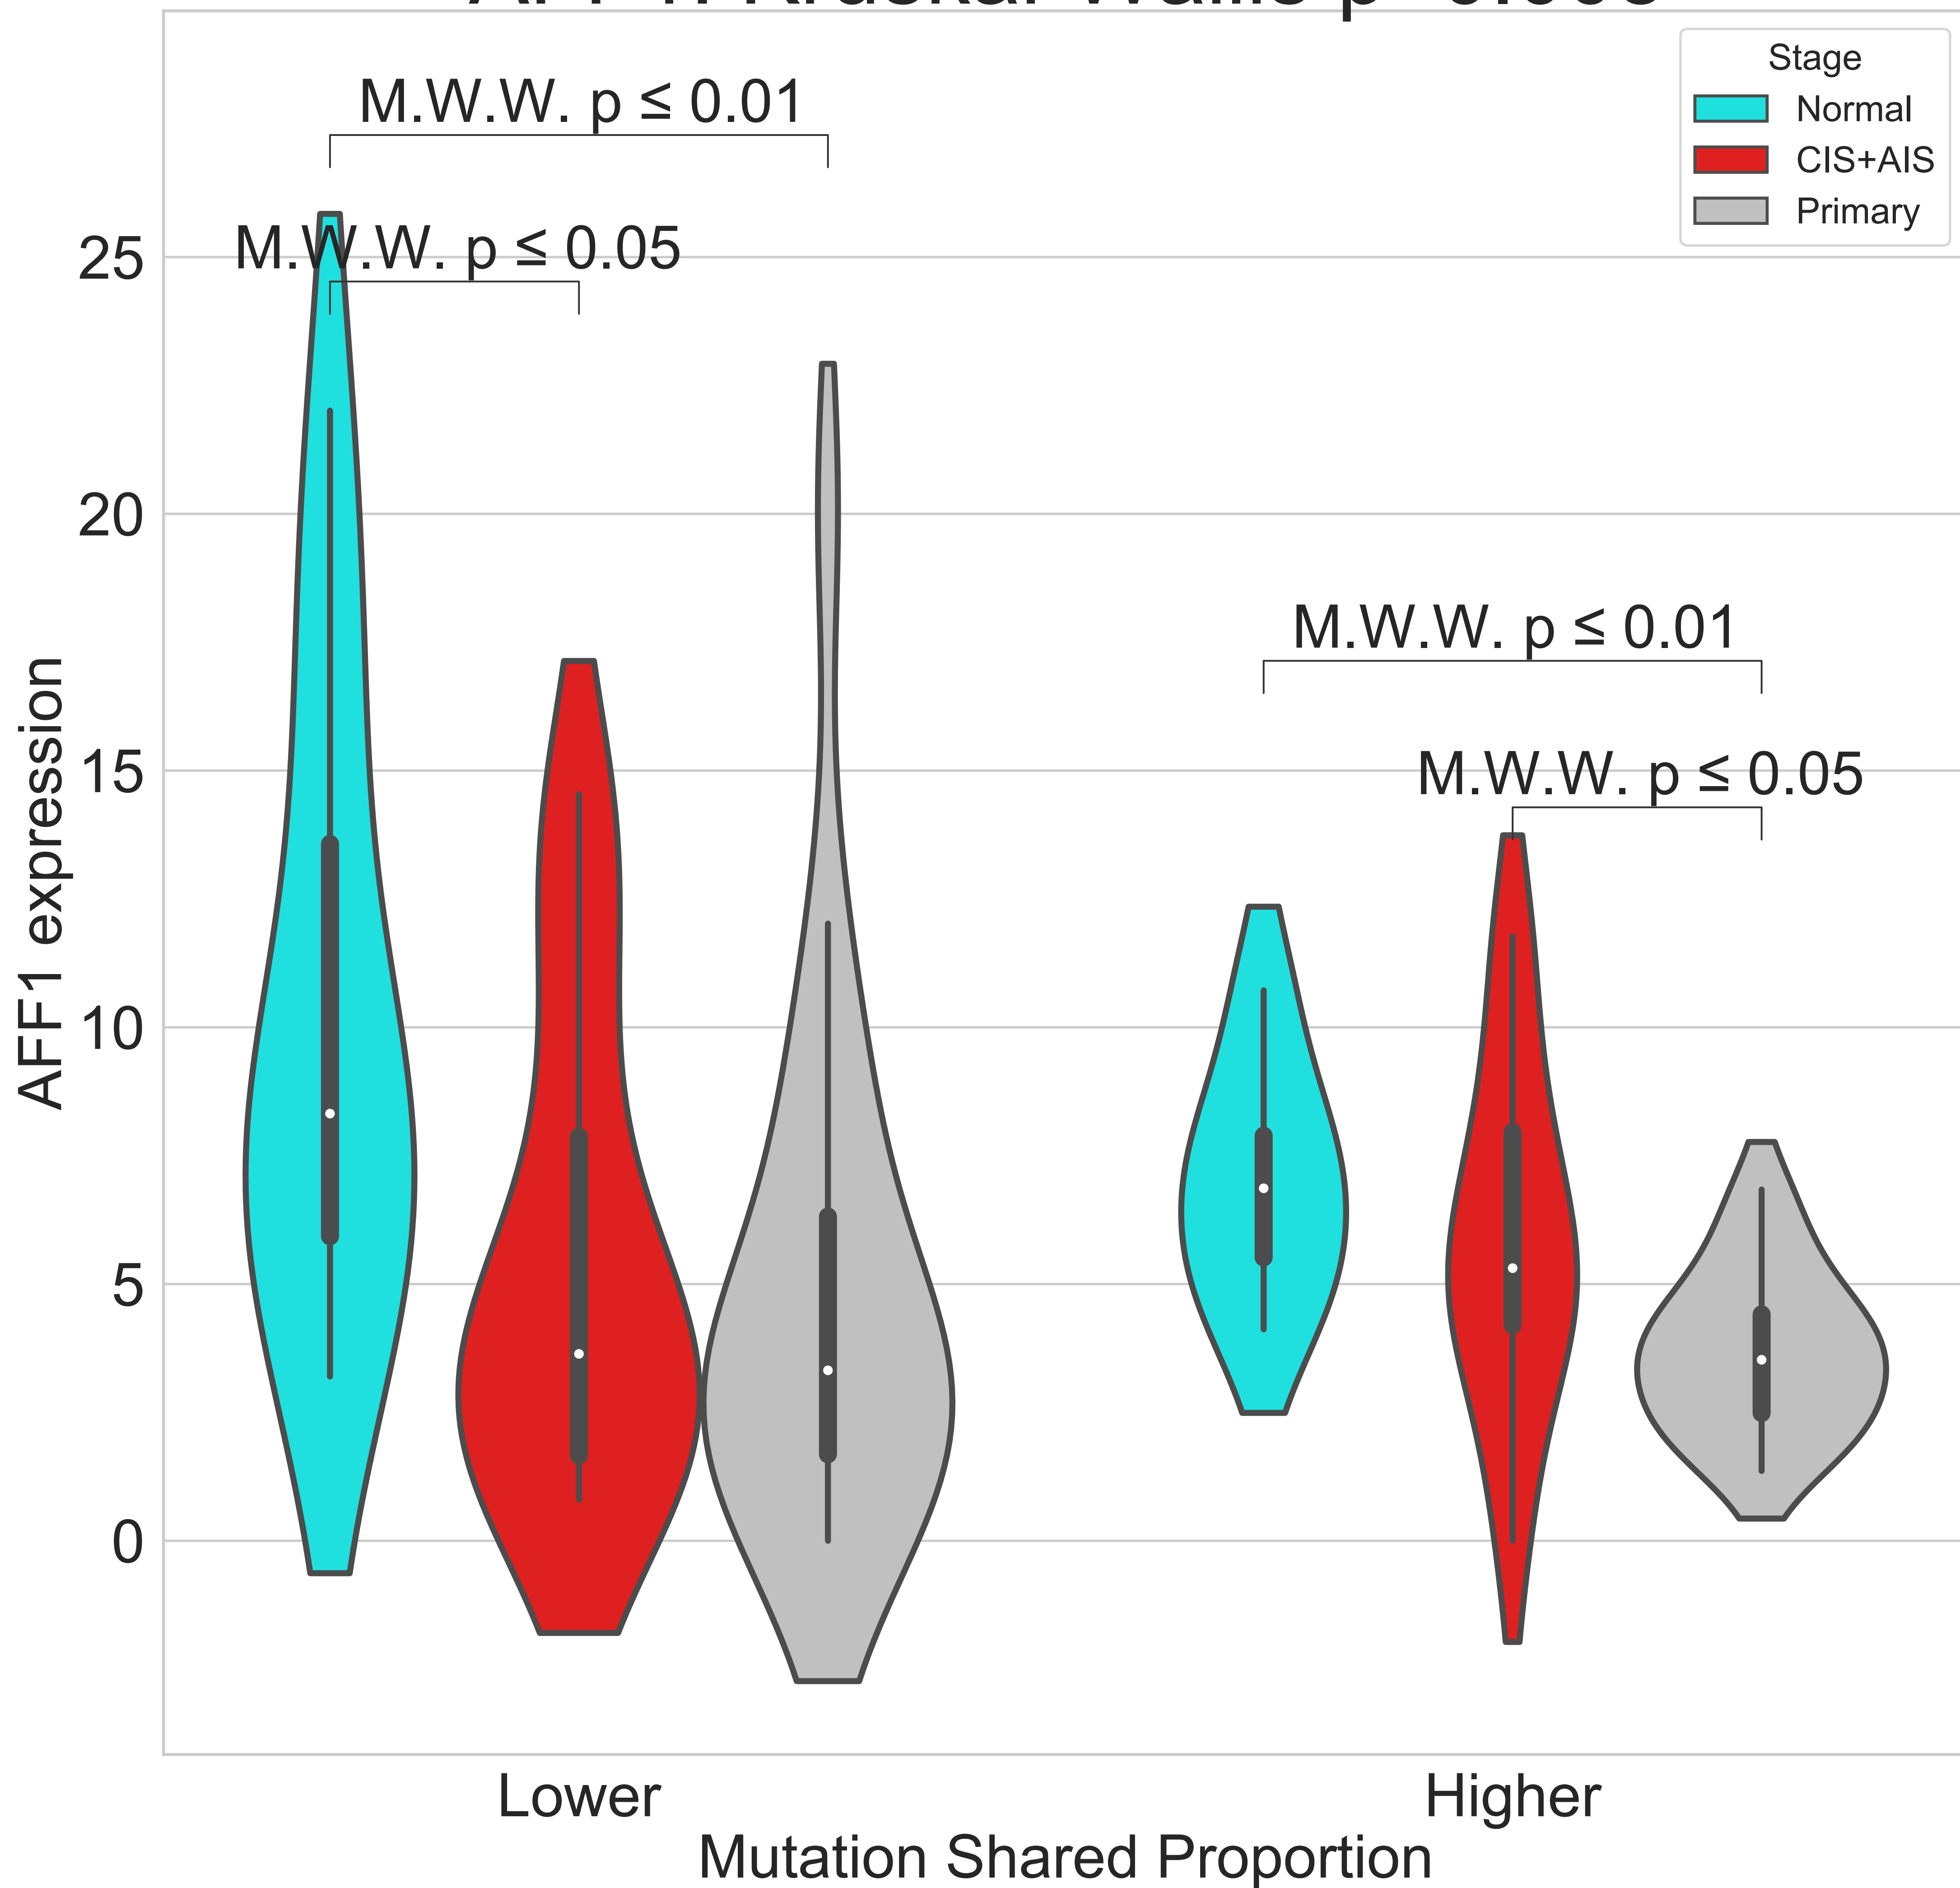 Stage
Normal
CIS+AIS
Primary
M.W.W. p ≤ 0.01
M.W.W. p ≤ 0.05
M.W.W. p ≤ 0.01
M.W.W. p ≤ 0.05
25
20
15
10
5
0
AFF1 expression
Lower
Higher
Mutation Shared Proportion